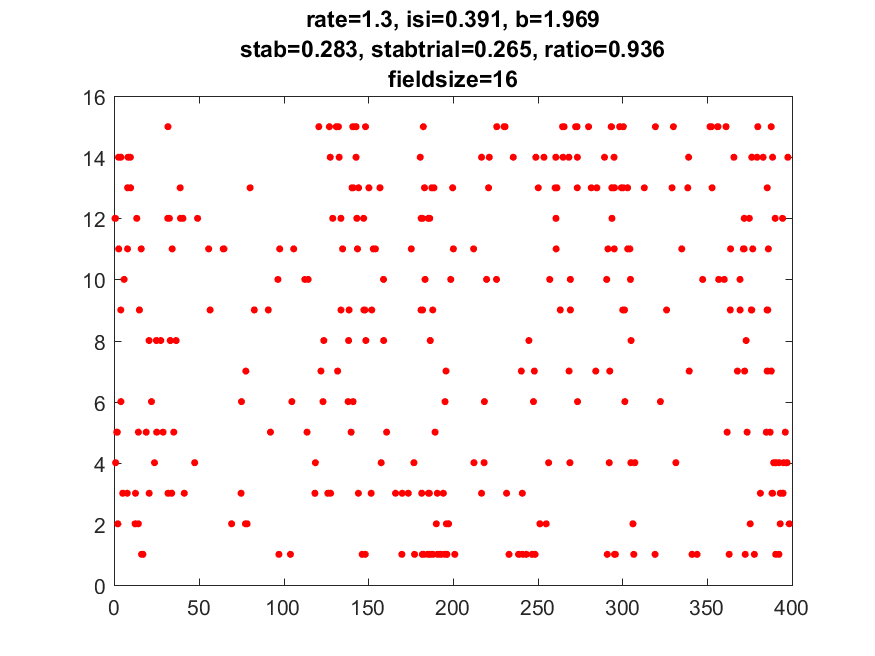 rate=1.3, isi=0.391, b=1.969
stab=0.283, stabtrial=0.265, ratio=0.936
fieldsize=16
16
14
12
10
8
6
4
2
0
0 50 100 150 200 250 300 350 400